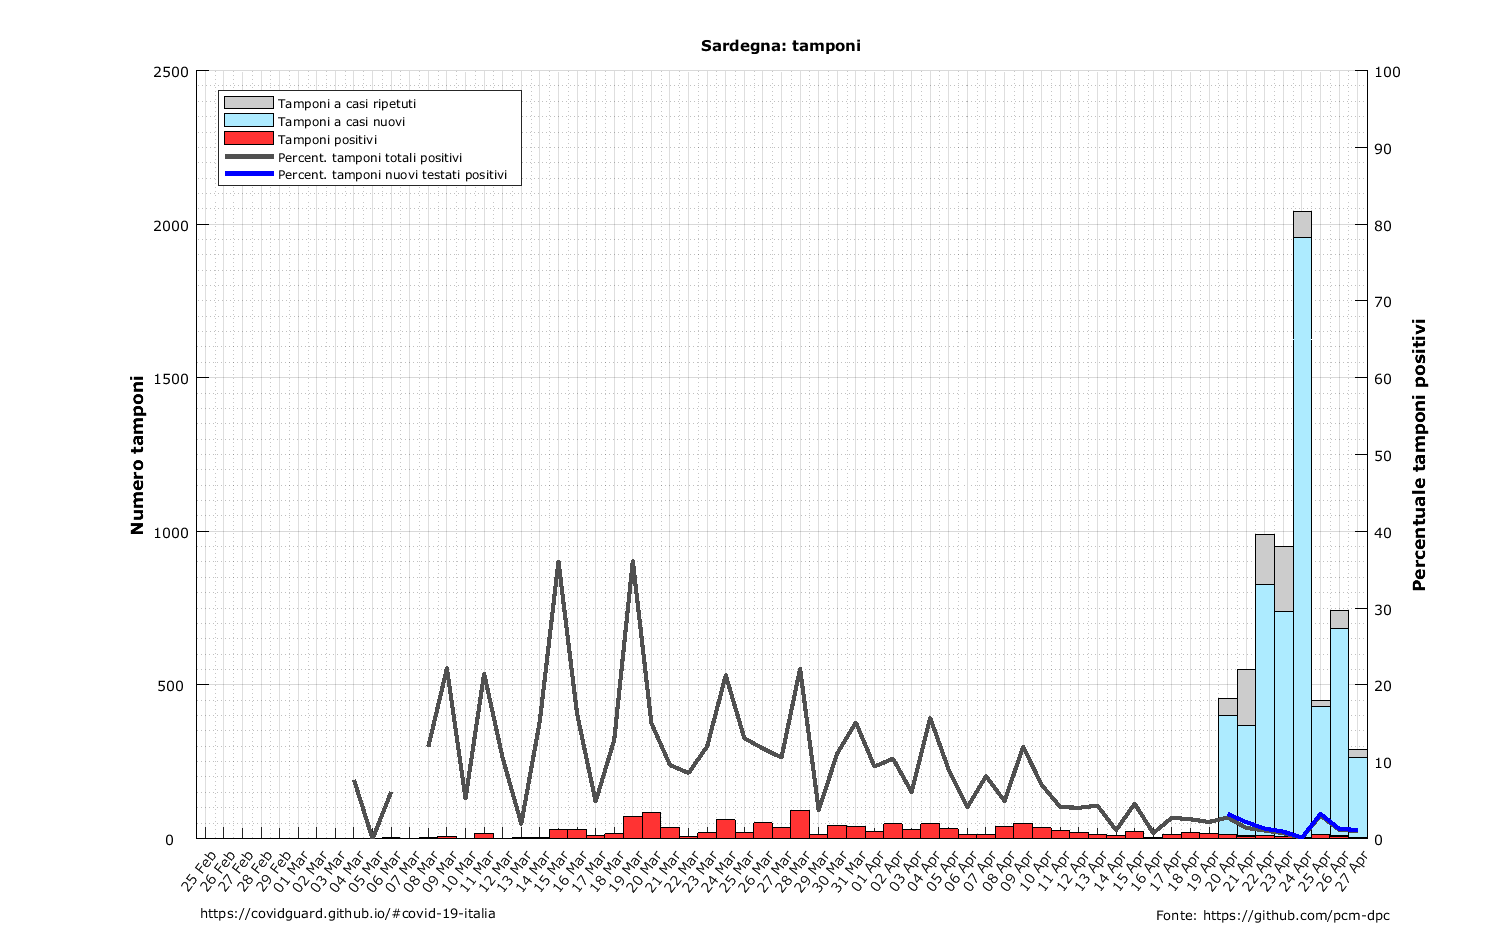 Sardegna: tamponi
2500
2000
1500
1000
500
0
Numero tamponi
Tamponi a casi ripetuti
Tamponi a casi nuovi
Tamponi positivi
Percent. tamponi totali positivi
Percent. tamponi nuovi testati positivi
100
90
80
70
60
50
40
30
20
10
0
Percentuale tamponi positivi
25 Feb
26 Feb
27 Feb
28 Feb
29 Feb
01 Mar
02 Mar
03 Mar
04 Mar
05 Mar
06 Mar
07 Mar
08 Mar
09 Mar
10 Mar
11 Mar
12 Mar
13 Mar
14 Mar
15 Mar
16 Mar
17 Mar
18 Mar
19 Mar
20 Mar
21 Mar
22 Mar
23 Mar
24 Mar
25 Mar
26 Mar
27 Mar
28 Mar
29 Mar
30 Mar
31 Mar
01 Apr
02 Apr
03 Apr
04 Apr
05 Apr
06 Apr
07 Apr
08 Apr
09 Apr
10 Apr
11 Apr
12 Apr
13 Apr
14 Apr
15 Apr
16 Apr
17 Apr
18 Apr
19 Apr
20 Apr
21 Apr
22 Apr
23 Apr
24 Apr
25 Apr
26 Apr
27 Apr
https://covidguard.github.io/#covid-19-italia
Fonte: https://github.com/pcm-dpc